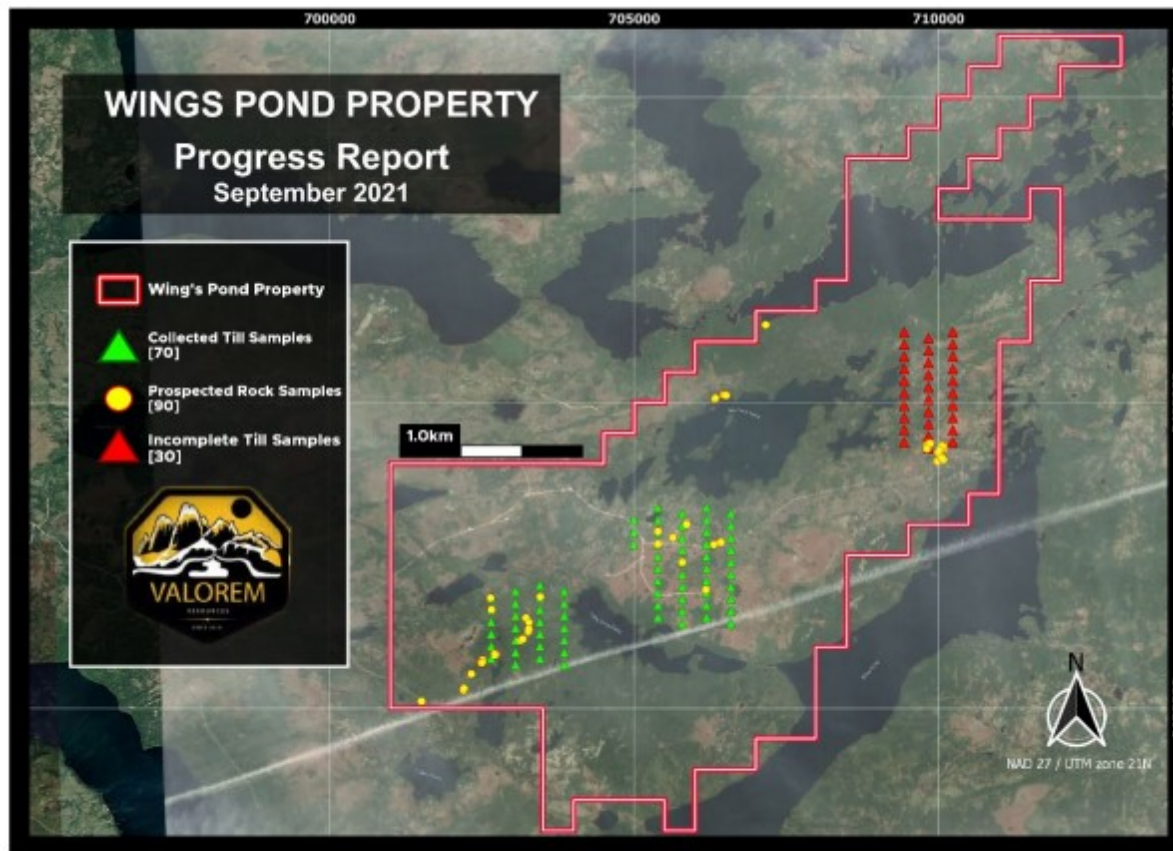 700000 705000 710000
WINGS POND PROPERTY
Progress Report
September 2021
Wing's Pond Property
Collected Till Samples
[70]
Prospected Rock Samples
[90]
Incomplete Till Samples
[30]
1.0km
VALOREM
RESOURCES
N
NAD 27 / UTM zone 21N